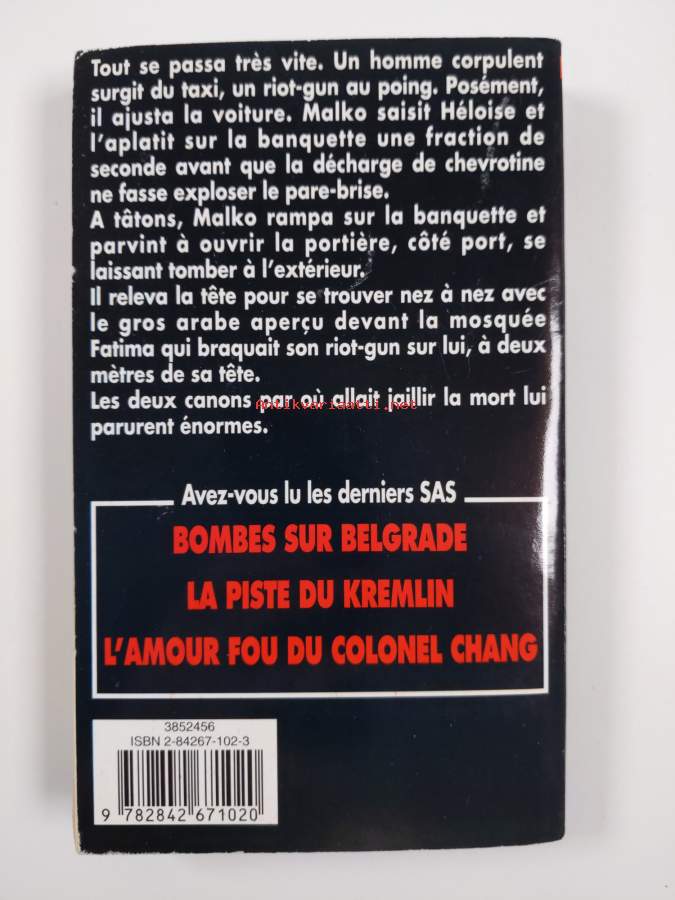 Tout se passa très vite. Un homme corpulent
surgit du taxi, un riot-gun au poing. Posément,
il ajusta la voiture. Malko saisit Héloise et
l'aplatit sur la banquette une fraction de
seconde avant que la décharge de chevrotine
ne fasse exploser le pare-brise.
A tâtons, Malko rampa sur la banquette et
parvint à ouvrir la portière, côté port, se
laissant tomber à l'extérieur.
Il releva la tête pour se trouver nez à nez avec
le gros arabe aperçu devant la mosquée
Fatima qui braquait son riot-gun sur lui, à deux
mètres de sa tête.
Les deux canons par où allait jaillir la mort lui
Antikvariaatti.net
parurent énormes.
Avez-vous lu les derniers SAS
BOMBES SUR BELGRADE
LA PISTE DU KREMLIN
L'AMOUR FOU DU COLONEL CHANG
3852456
ISBN 2-84267-102-3
9 782842 671020